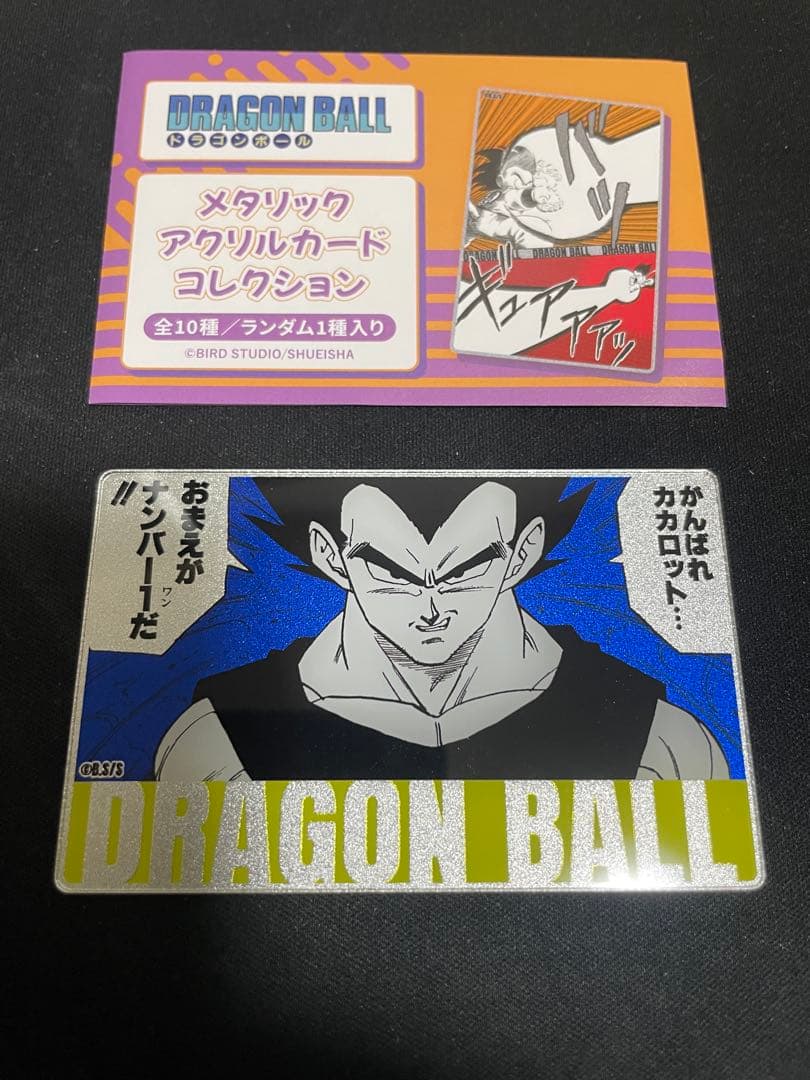 DRAGON BALL
ドラゴンボール
メタリック
アクリルカード
コレクション
全10種／ランダム1種入り
©BIRD STUDIO/SHUEISHA
DRAGON BALL
DRAGON BALL
ギュアアアッ
がんばれ
カカロット…
おまえが
ナンバー1だ
ワン
!!
©B.S/S
DRAGON BALL